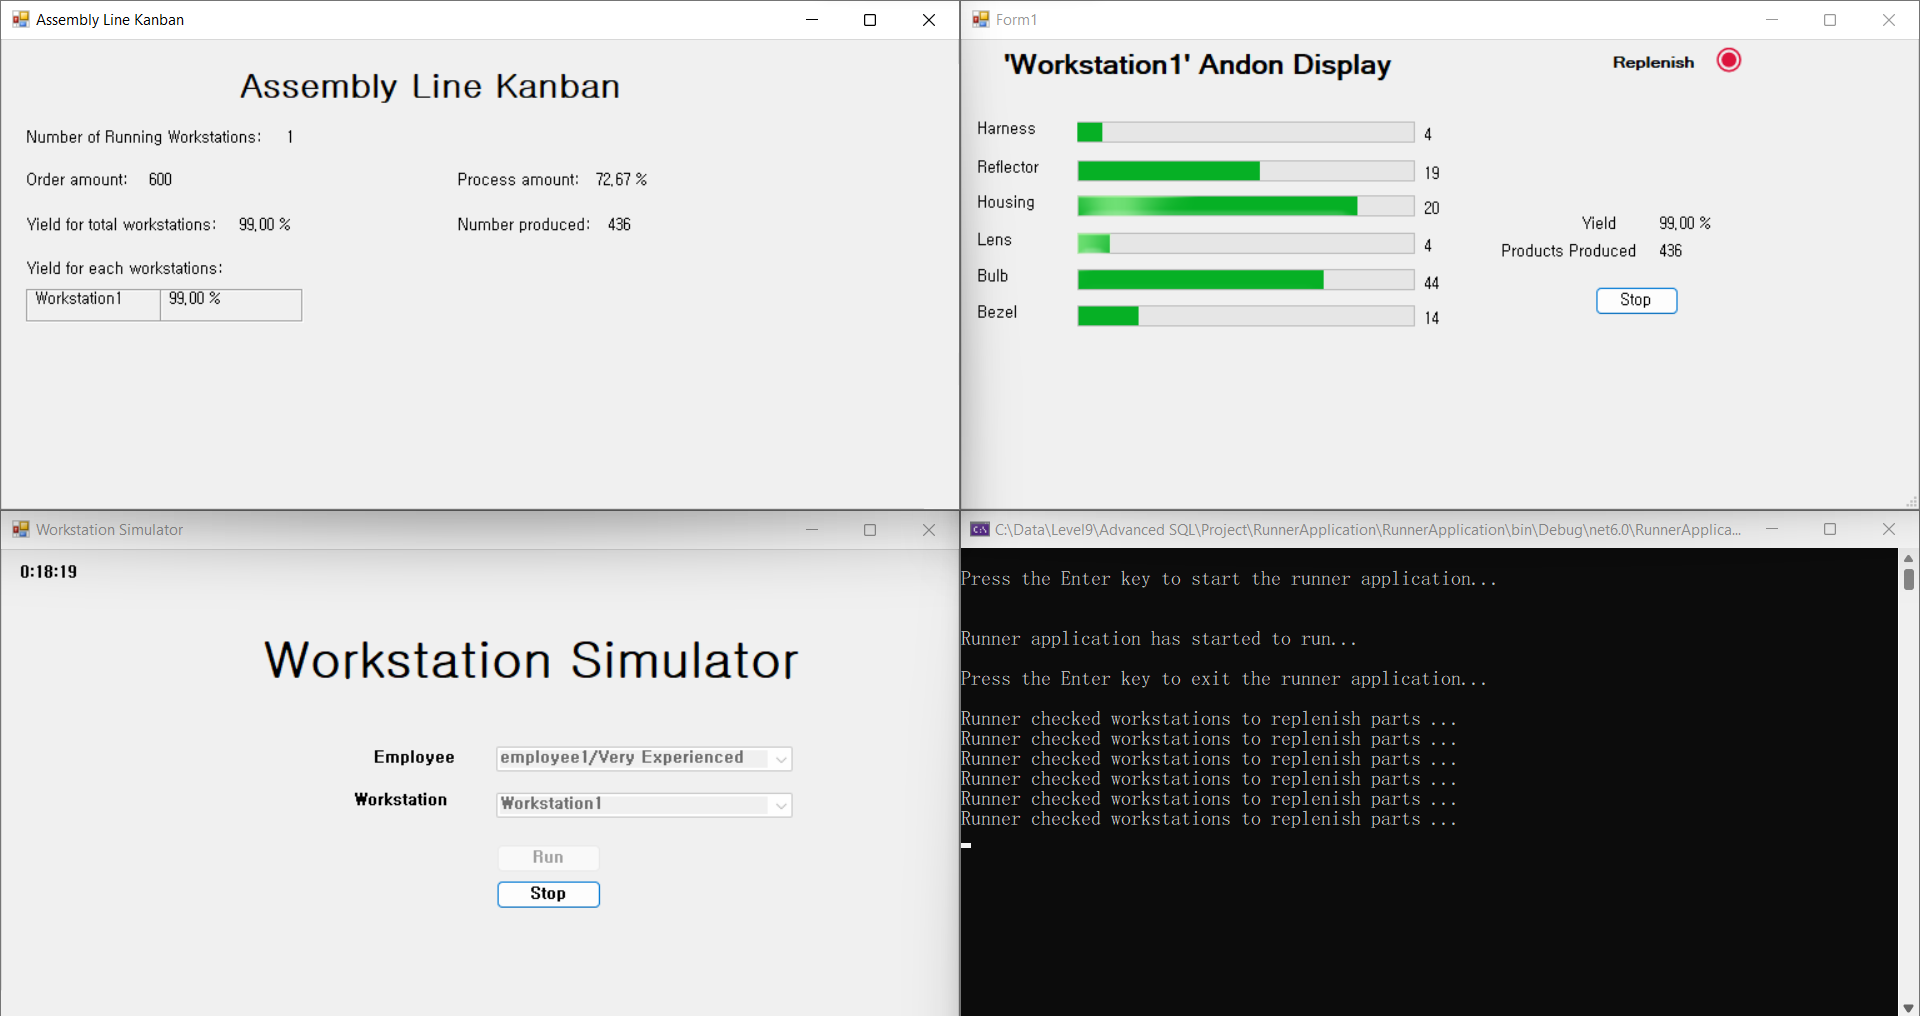 Assembly Line Kanban
Assembly Line Kanban
Number of Running Workstations: 1
Order amount: 600 Process amount: 72,67 %
Yield for total workstations: 99,00 % Number produced: 436
Yield for each workstations:
Workstation1 99,00 %
Form1
'Workstation1' Andon Display Replenish
Harness 4
Reflector 19
Housing 20
Lens 4
Bulb 44
Bezel 14
Yield 99,00 %
Products Produced 436
Stop
Workstation Simulator
0:18:19
Workstation Simulator
Employee employee1/Very Experienced
Workstation Workstation1
Run
Stop
C:\Data\Level9\Advanced SQL\Project\RunnerApplication\RunnerApplication\bin\Debug\net6.0\RunnerApplica...
Press the Enter key to start the runner application...
Runner application has started to run...
Press the Enter key to exit the runner application...
Runner checked workstations to replenish parts ...
Runner checked workstations to replenish parts ...
Runner checked workstations to replenish parts ...
Runner checked workstations to replenish parts ...
Runner checked workstations to replenish parts ...
Runner checked workstations to replenish parts ...